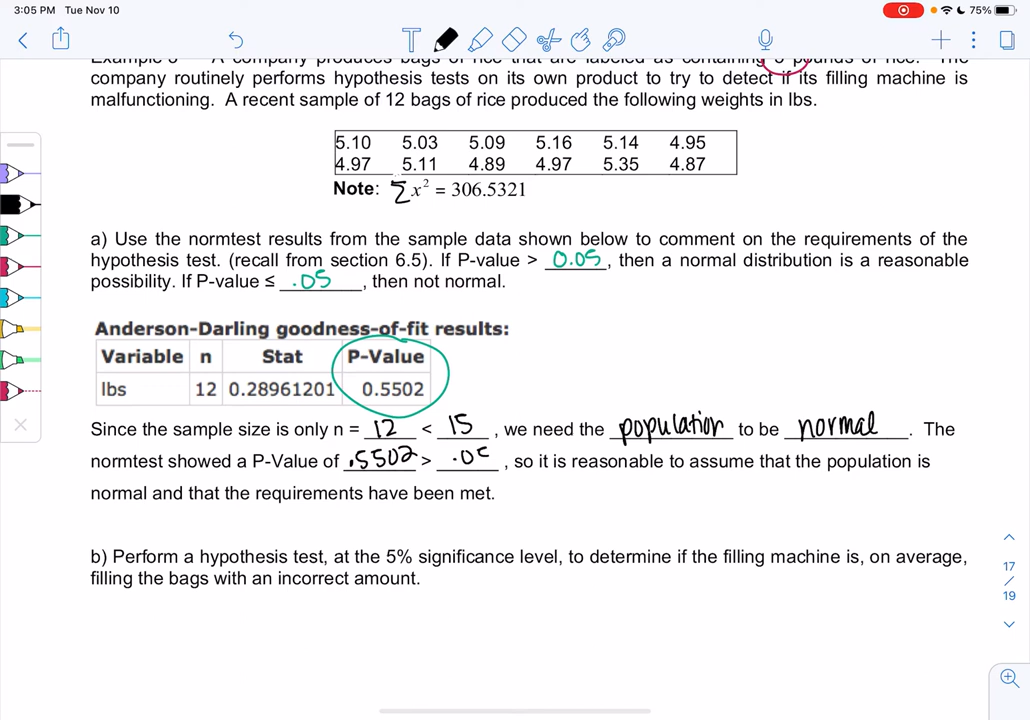 3:05 PM Tue Nov 10
75%
company routinely performs hypothesis tests on its own product to try to detect if its filling machine is
malfunctioning. A recent sample of 12 bags of rice produced the following weights in lbs.
5.10 5.03 5.09 5.16 5.14 4.95
4.97 5.11 4.89 4.97 5.35 4.87
Note: ∑x² = 306.5321
a) Use the normtest results from the sample data shown below to comment on the requirements of the
hypothesis test. (recall from section 6.5). If P-value > 0.05, then a normal distribution is a reasonable
possibility. If P-value ≤ .05, then not normal.
Anderson-Darling goodness-of-fit results:
Variable n Stat P-Value
lbs 12 0.28961201 0.5502
Since the sample size is only n = 12 < 15, we need the population to be normal. The
normtest showed a P-Value of .5502 > .05, so it is reasonable to assume that the population is
normal and that the requirements have been met.
b) Perform a hypothesis test, at the 5% significance level, to determine if the filling machine is, on average,
filling the bags with an incorrect amount.
17
/
19